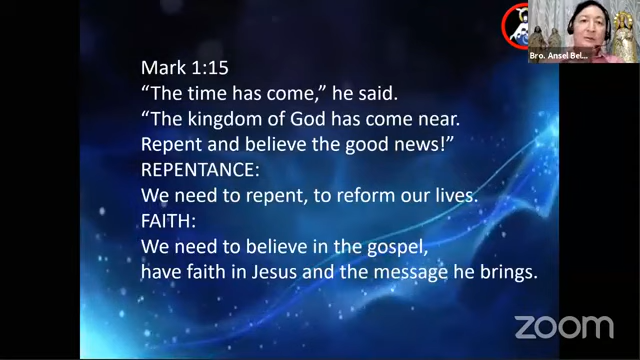 Mark 1:15
“The time has come,” he said.
“The kingdom of God has come near.
Repent and believe the good news!”
REPENTANCE:
We need to repent, to reform our lives.
FAITH:
We need to believe in the gospel,
have faith in Jesus and the message he brings.
Bro. Ansel Bel...
zoom